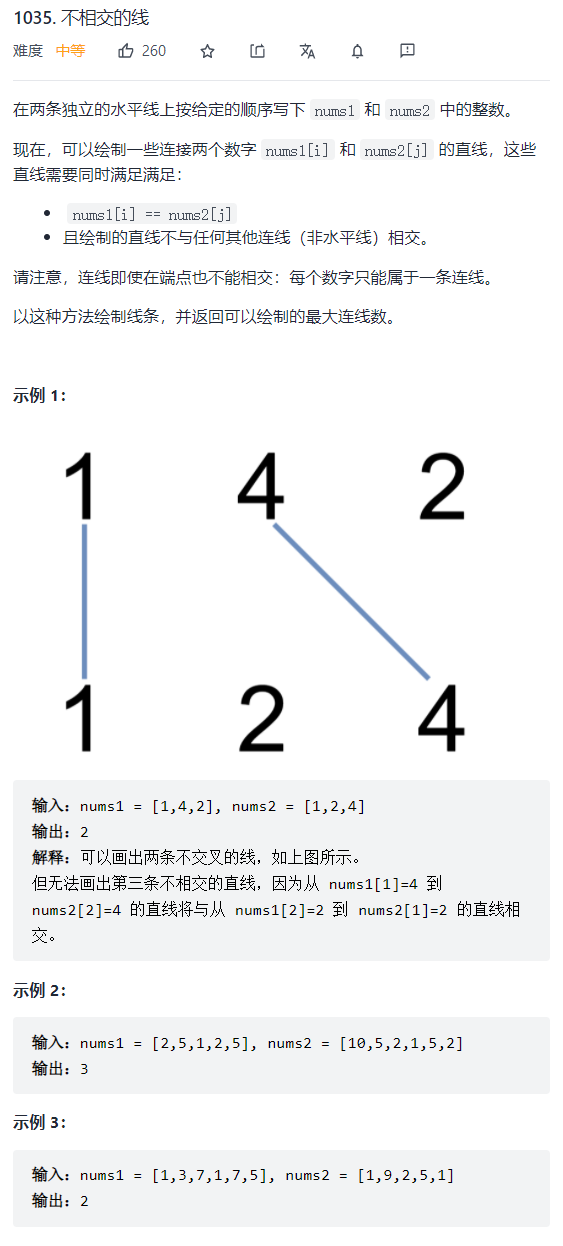 1035. 不相交的线
难度 中等 260
在两条独立的水平线上按给定的顺序写下 nums1 和 nums2 中的整数。
现在，可以绘制一些连接两个数字 nums1[i] 和 nums2[j] 的直线，这些
直线需要同时满足满足：
• nums1[i] == nums2[j]
• 且绘制的直线不与任何其他连线（非水平线）相交。
请注意，连线即使在端点也不能相交：每个数字只能属于一条连线。
以这种方法绘制线条，并返回可以绘制的最大连线数。
示例 1：
1 4 2
1 2 4
输入：nums1 = [1,4,2], nums2 = [1,2,4]
输出：2
解释：可以画出两条不交叉的线，如上图所示。
但无法画出第三条不相交的直线，因为从 nums1[1]=4 到
nums2[2]=4 的直线将与从 nums1[2]=2 到 nums2[1]=2 的直线相
交。
示例 2：
输入：nums1 = [2,5,1,2,5], nums2 = [10,5,2,1,5,2]
输出：3
示例 3：
输入：nums1 = [1,3,7,1,7,5], nums2 = [1,9,2,5,1]
输出：2